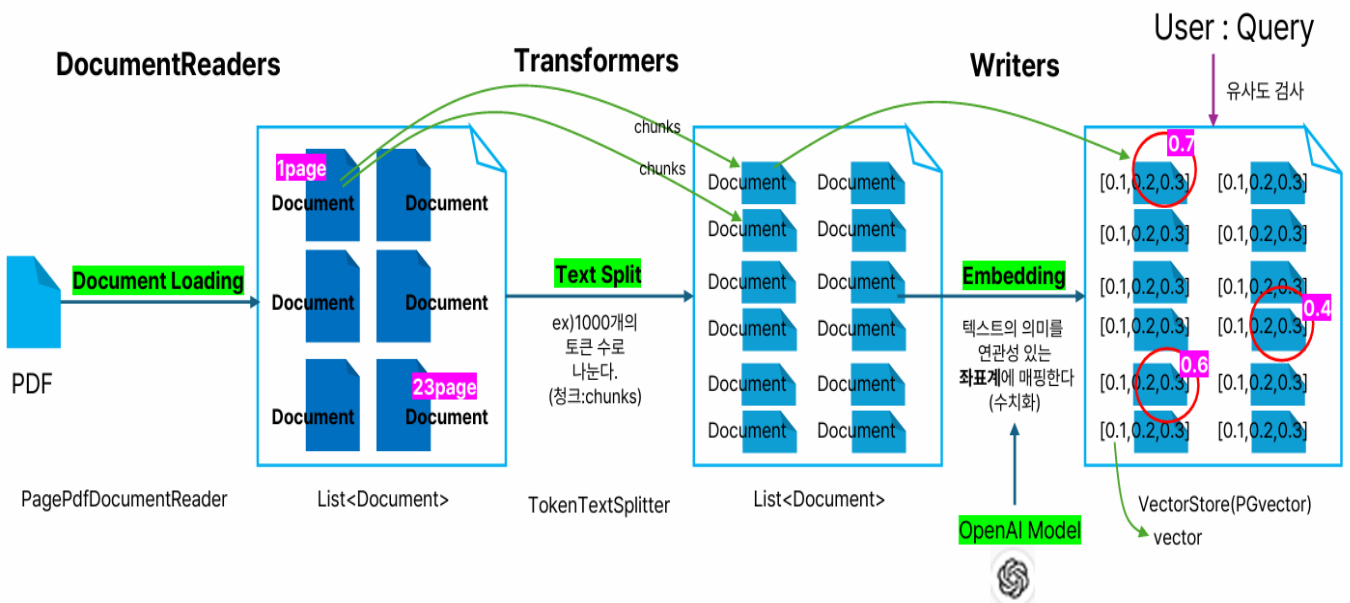 User : Query
DocumentReaders
Transformers
Writers
유사도 검사
chunks
chunks
1page
Document
Document
Document
Document
23page
Document
Document
PDF
Document Loading
Text Split
ex)1000개의
토큰 수로
나눈다.
(청크:chunks)
Document
Document
Document
Document
Document
Document
Document
Document
Document
Document
Document
Document
Embedding
텍스트의 의미를
연관성 있는
좌표계에 매핑한다
(수치화)
OpenAI Model
0.7
[0.1,0.2,0.3]
[0.1,0.2,0.3]
[0.1,0.2,0.3]
[0.1,0.2,0.3]
[0.1,0.2,0.3]
[0.1,0.2,0.3]
0.4
[0.1,0.2,0.3]
[0.1,0.2,0.3]
0.6
[0.1,0.2,0.3]
[0.1,0.2,0.3]
[0.1,0.2,0.3]
[0.1,0.2,0.3]
PagePdfDocumentReader
List<Document>
TokenTextSplitter
List<Document>
VectorStore(PGvector)
vector